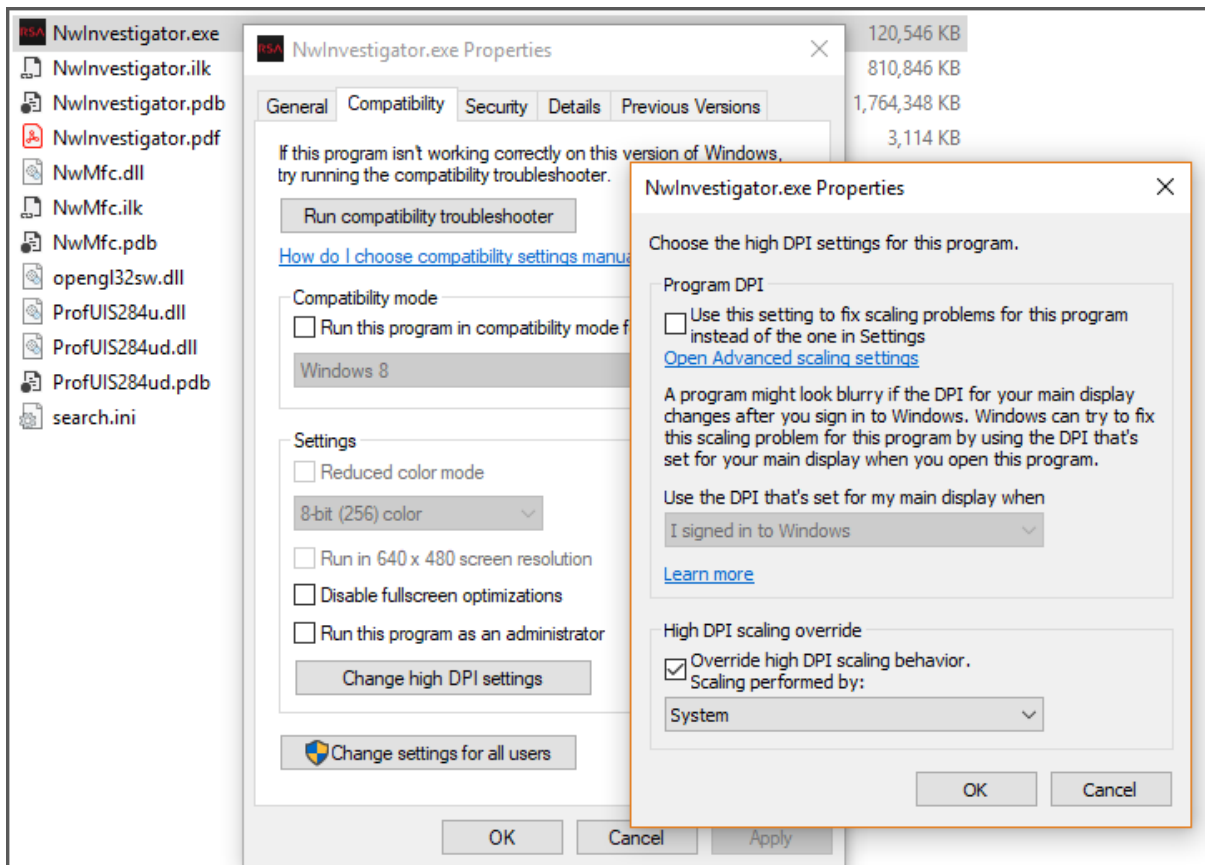 RSA NwInvestigator.exe 120,546 KB
NwInvestigator.ilk 810,846 KB
NwInvestigator.pdb 1,764,348 KB
NwInvestigator.pdf 3,114 KB
NwMfc.dll
NwMfc.ilk
NwMfc.pdb
opengl32sw.dll
ProfUIS284u.dll
ProfUIS284ud.dll
ProfUIS284ud.pdb
search.ini
RSA NwInvestigator.exe Properties
General Compatibility Security Details Previous Versions
If this program isn't working correctly on this version of Windows,
try running the compatibility troubleshooter.
Run compatibility troubleshooter
How do I choose compatibility settings manua
Compatibility mode
Run this program in compatibility mode f
Windows 8
Settings
Reduced color mode
8-bit (256) color
Run in 640 x 480 screen resolution
Disable fullscreen optimizations
Run this program as an administrator
Change high DPI settings
Change settings for all users
OK Cancel Apply
NwInvestigator.exe Properties
Choose the high DPI settings for this program.
Program DPI
Use this setting to fix scaling problems for this program
instead of the one in Settings
Open Advanced scaling settings
A program might look blurry if the DPI for your main display
changes after you sign in to Windows. Windows can try to fix
this scaling problem for this program by using the DPI that's
set for your main display when you open this program.
Use the DPI that's set for my main display when
I signed in to Windows
Learn more
High DPI scaling override
Override high DPI scaling behavior.
Scaling performed by:
System
OK Cancel